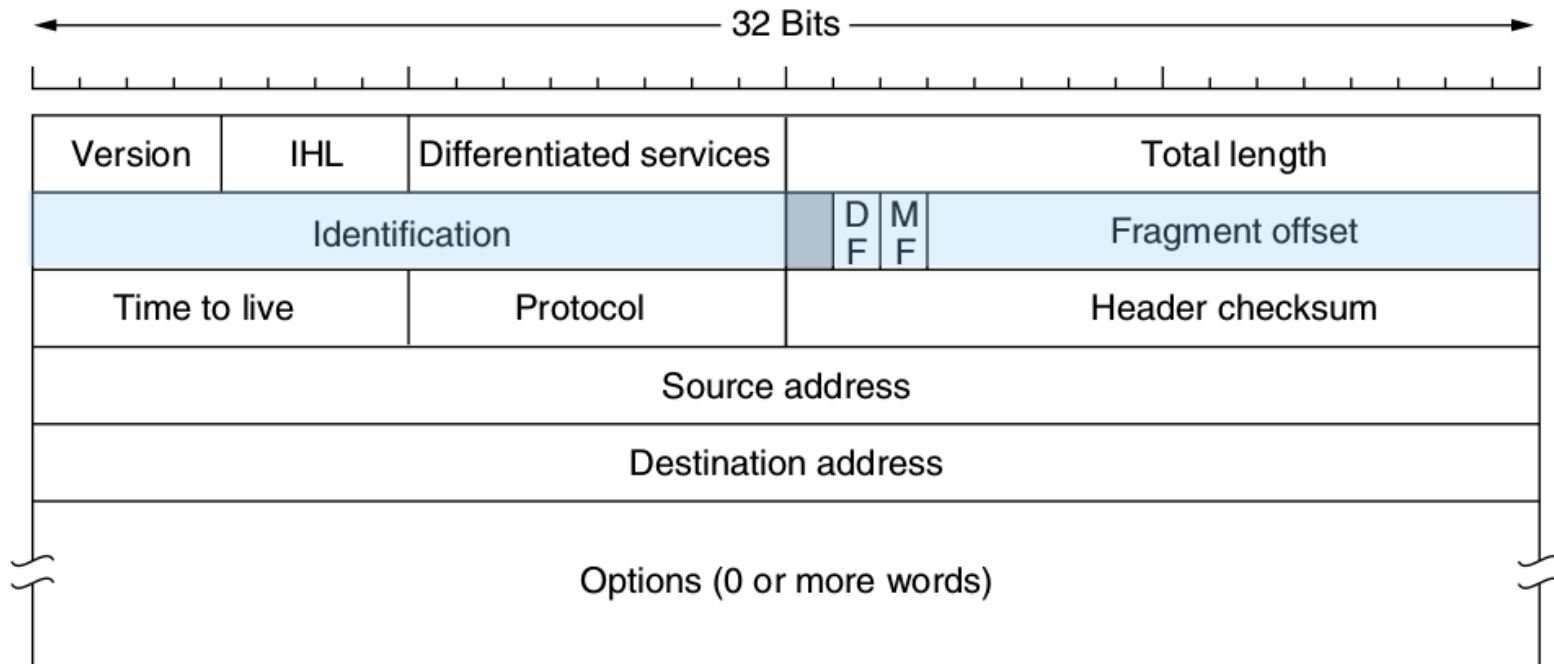 32 Bits
Version IHL Differentiated services Total length
Identification D F M F Fragment offset
Time to live Protocol Header checksum
Source address
Destination address
Options (0 or more words)